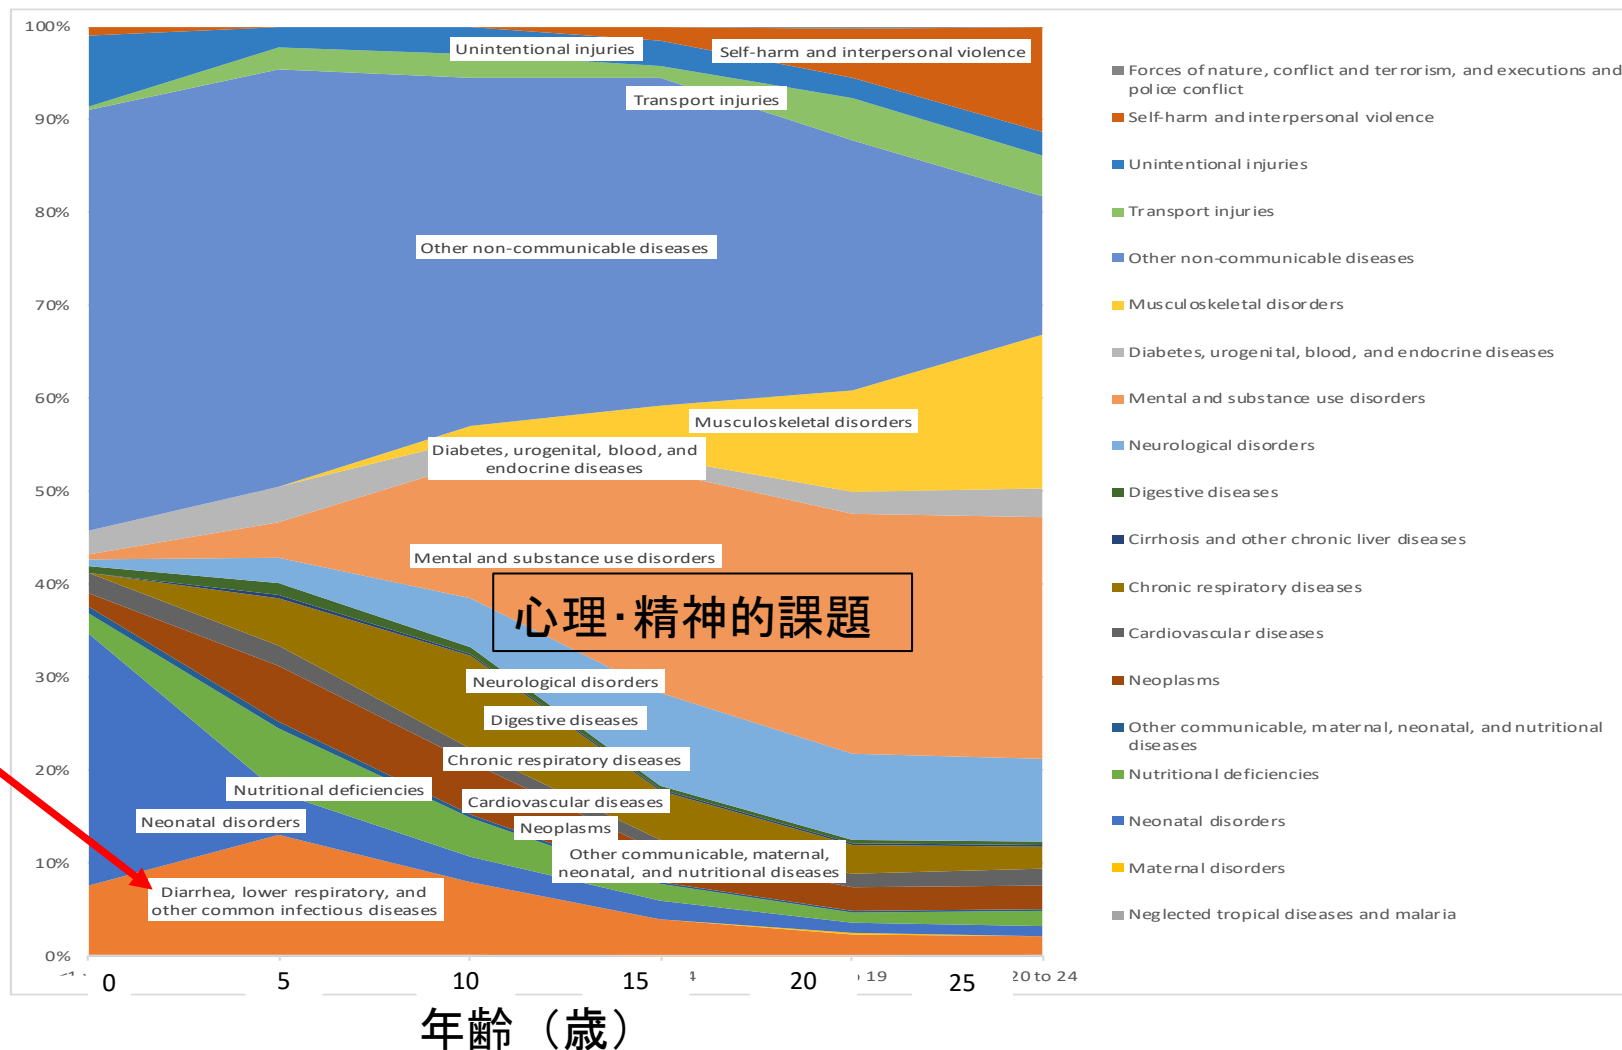 100%
90%
80%
70%
60%
50%
40%
30%
20%
10%
0%
Unintentional injuries
Self-harm and interpersonal violence
Transport injuries
Other non-communicable diseases
Musculoskeletal disorders
Diabetes, urogenital, blood, and
endocrine diseases
Mental and substance use disorders
心理・精神的課題
Neurological disorders
Digestive diseases
Chronic respiratory diseases
Nutritional deficiencies
Cardiovascular diseases
Neonatal disorders
Neoplasms
Other communicable, maternal,
neonatal, and nutritional diseases
Diarrhea, lower respiratory, and
other common infectious diseases
0 5 10 15 20 25
20 to 24
年齢（歳）
Forces of nature, conflict and terrorism, and executions and
police conflict
Self-harm and interpersonal violence
Unintentional injuries
Transport injuries
Other non-communicable diseases
Musculoskeletal disorders
Diabetes, urogenital, blood, and endocrine diseases
Mental and substance use disorders
Neurological disorders
Digestive diseases
Cirrhosis and other chronic liver diseases
Chronic respiratory diseases
Cardiovascular diseases
Neoplasms
Other communicable, maternal, neonatal, and nutritional
diseases
Nutritional deficiencies
Neonatal disorders
Maternal disorders
Neglected tropical diseases and malaria